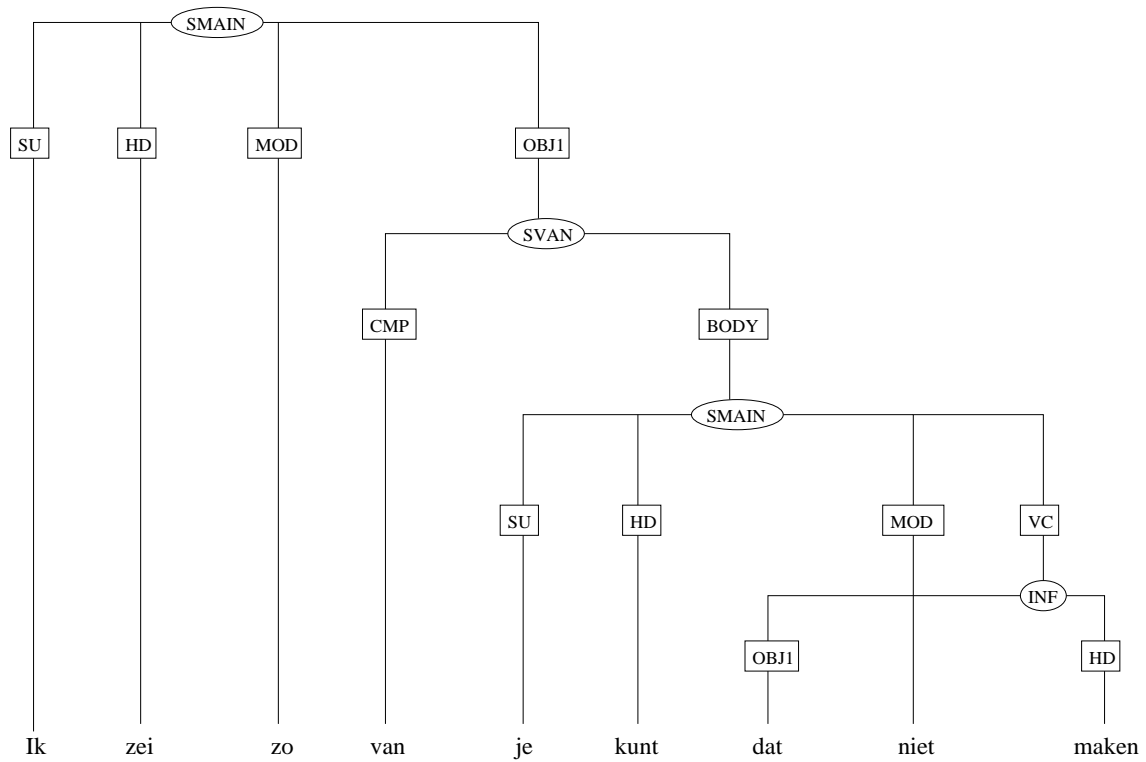 SMAIN
SU HD MOD OBJ1
SVAN
CMP BODY
SMAIN
SU HD MOD VC
INF
OBJ1 HD
Ik zei zo van je kunt dat niet maken